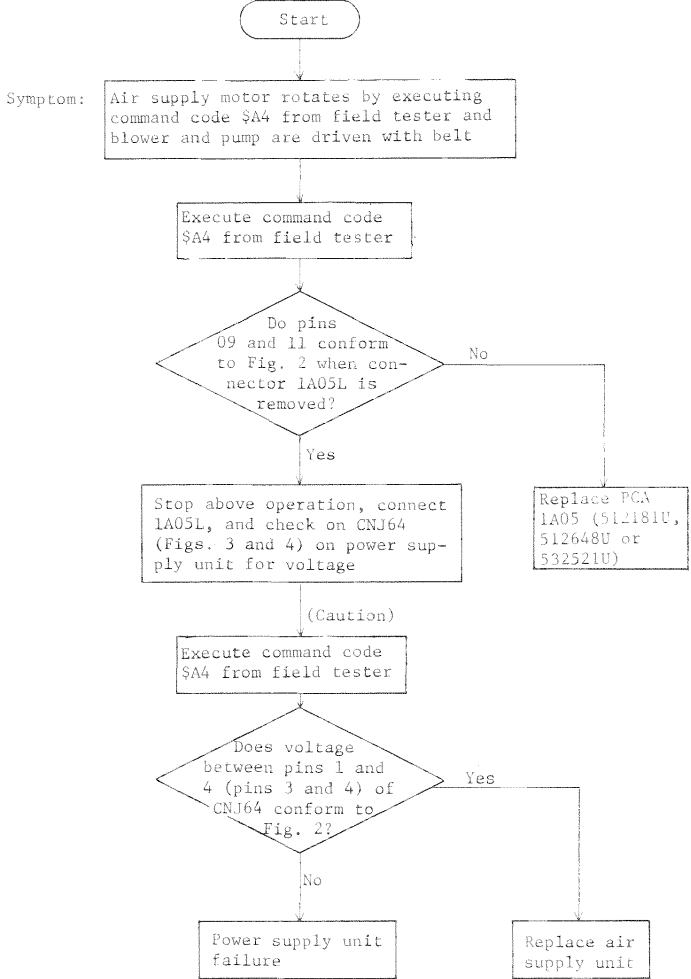 Start
Symptom:
Air supply motor rotates by executing
command code $A4 from field tester and
blower and pump are driven with belt
Execute command code
$A4 from field tester
Do pins
09 and 11 conform
to Fig. 2 when con-
nector 1A05L is
removed?
No
Yes
Stop above operation, connect
1A05L, and check on CNJ64
(Figs. 3 and 4) on power sup-
ply unit for voltage
Replace PCA
1A05 (512181U,
512648U or
532521U)
(Caution)
Execute command code
$A4 from field tester
Does voltage
between pins 1 and
4 (pins 3 and 4) of
CNJ64 conform to
Fig. 2?
Yes
No
Power supply unit
failure
Replace air
supply unit